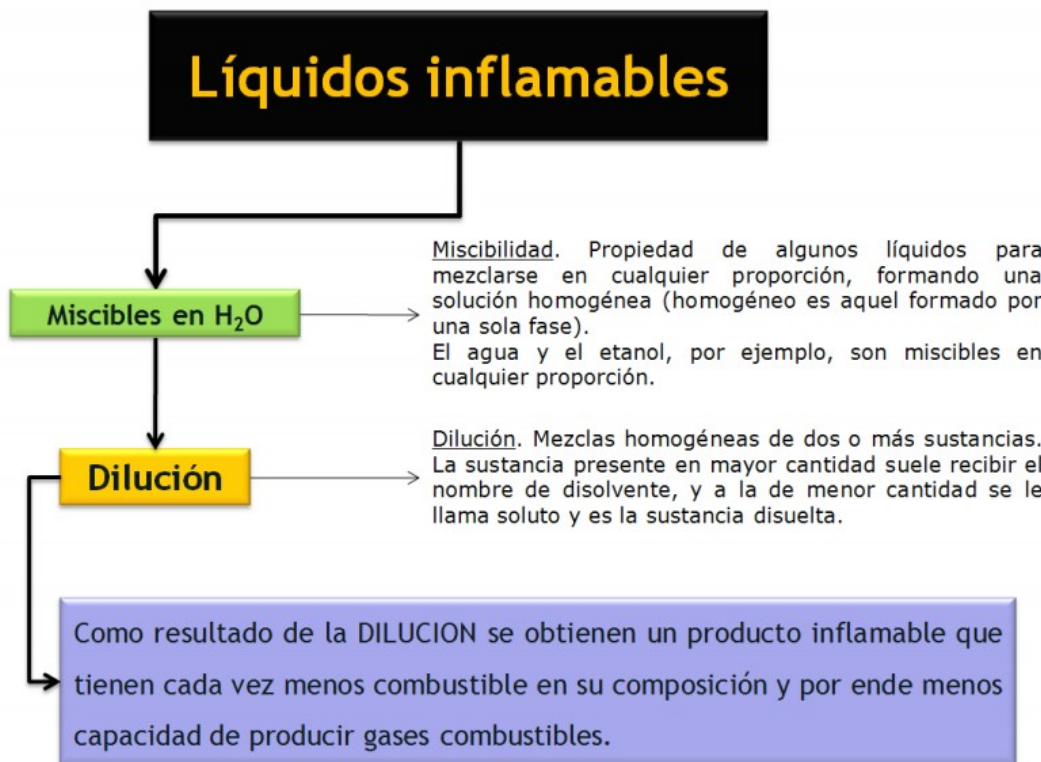 Líquidos inflamables
Miscibilidad. Propiedad de algunos líquidos para
mezclarse en cualquier proporción, formando una
solución homogénea (homogéneo es aquel formado por
una sola fase).
El agua y el etanol, por ejemplo, son miscibles en
cualquier proporción.
Miscibles en H₂O
Dilución. Mezclas homogéneas de dos o más sustancias.
La sustancia presente en mayor cantidad suele recibir el
nombre de disolvente, y a la de menor cantidad se le
llama soluto y es la sustancia disuelta.
Dilución
Como resultado de la DILUCION se obtienen un producto inflamable que
tienen cada vez menos combustible en su composición y por ende menos
capacidad de producir gases combustibles.